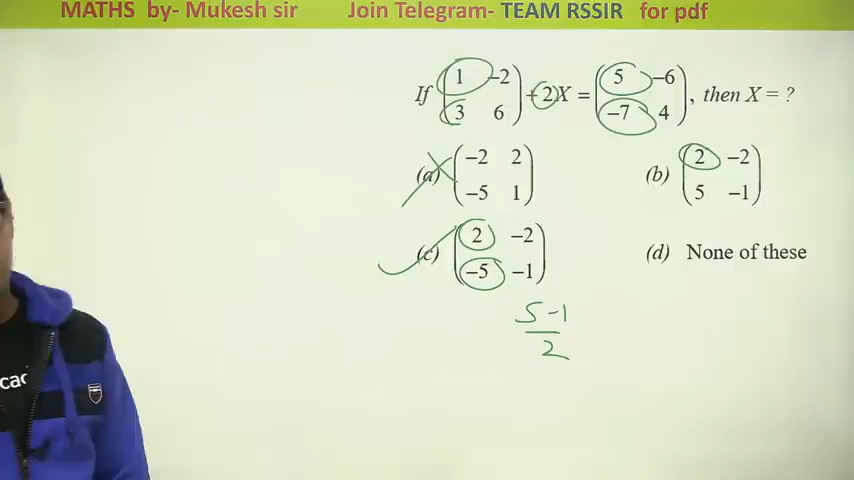 MATHS by- Mukesh sir Join Telegram- TEAM RSSIR for pdf
If (1 -2) + 2X = (5 -6), then X = ?
(3 6) (-7 4)
(a) (-2 2) (b) (2 -2)
(-5 1) (5 -1)
(c) (2 -2) (d) None of these
(-5 -1)
5-1
2